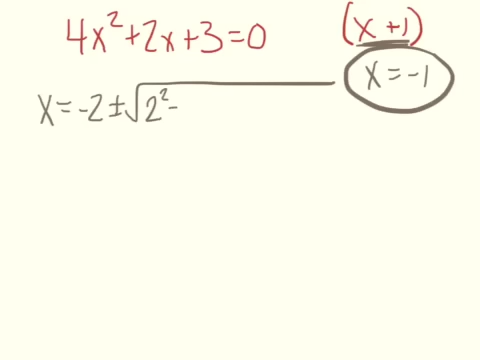 4x²+2x+3=0
(x+1)
x=-1
x=-2±√2²-